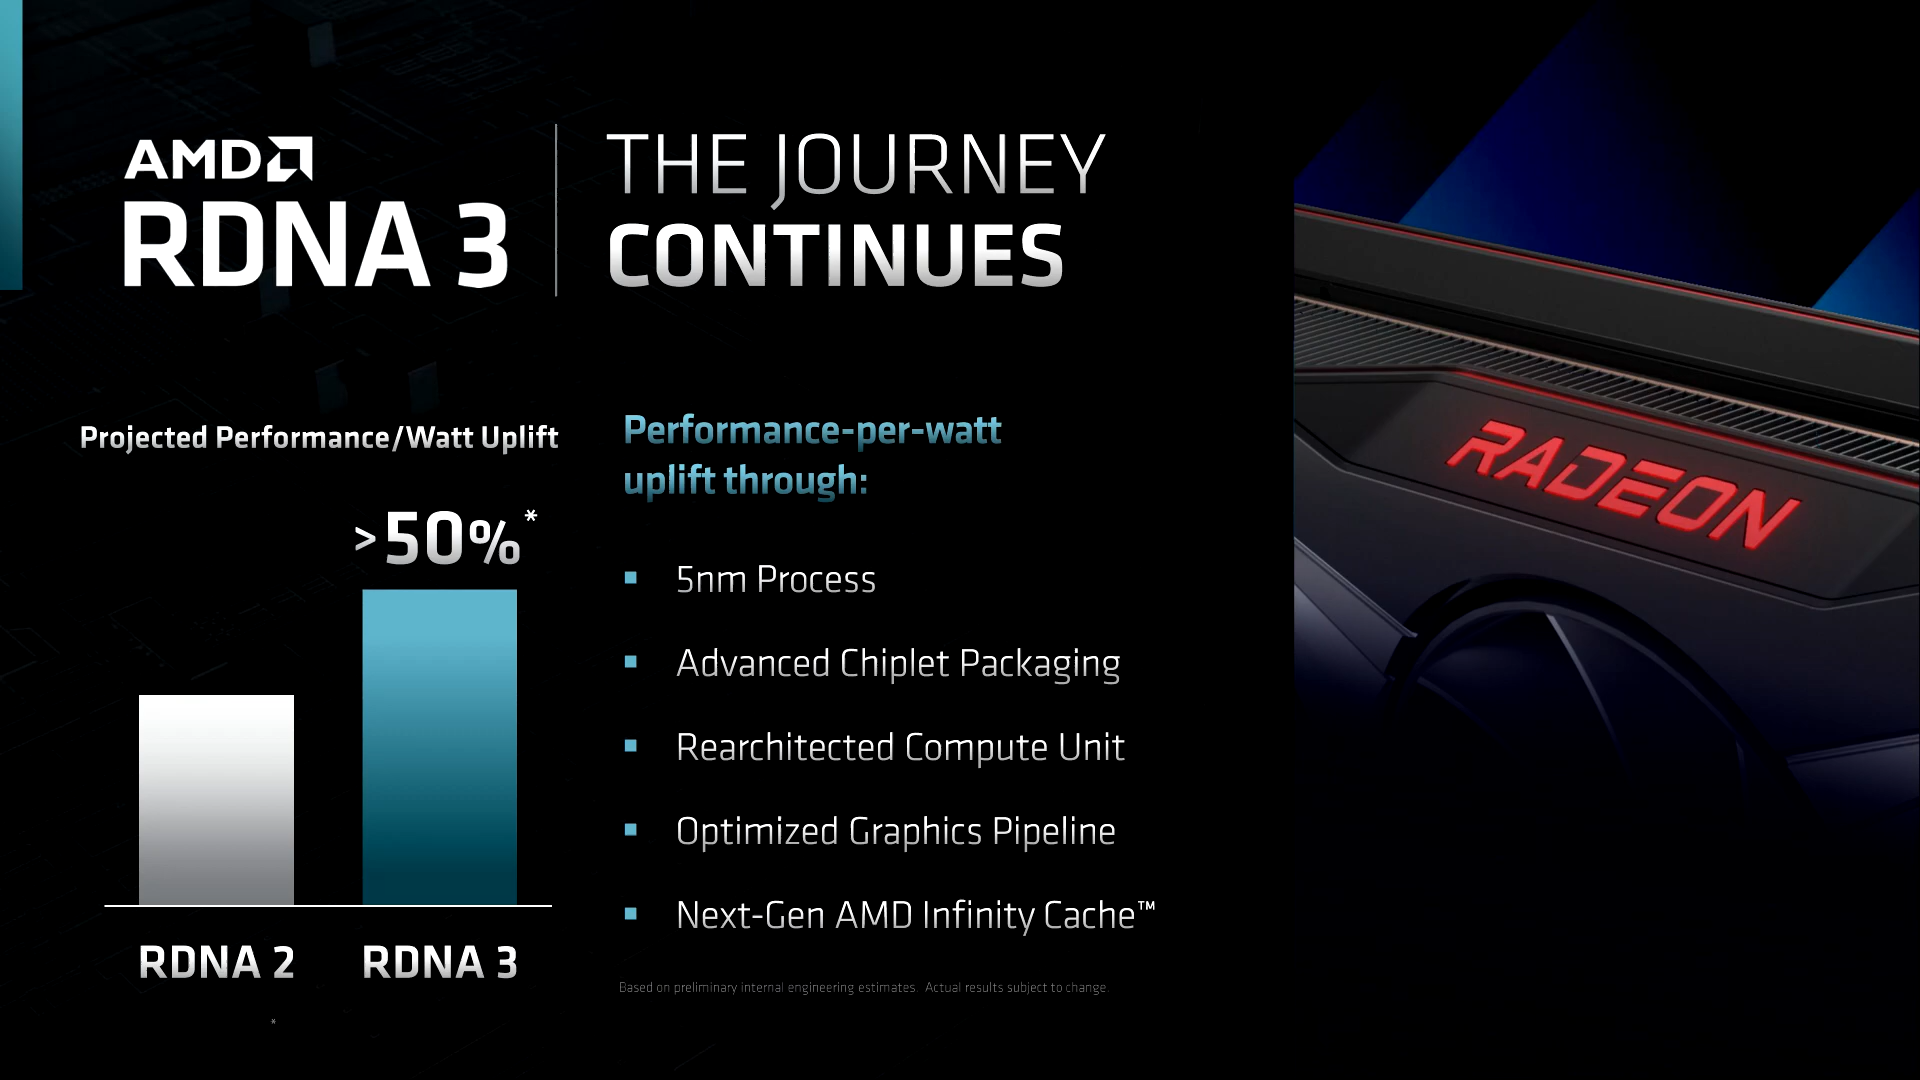 AMD
RDNA 3
THE JOURNEY
CONTINUES
Projected Performance/Watt Uplift
>50%*
RDNA 2
RDNA 3
*
Performance-per-watt
uplift through:
▪ 5nm Process
▪ Advanced Chiplet Packaging
▪ Rearchitected Compute Unit
▪ Optimized Graphics Pipeline
▪ Next-Gen AMD Infinity Cache™
Based on preliminary internal engineering estimates. Actual results subject to change.
RADEON